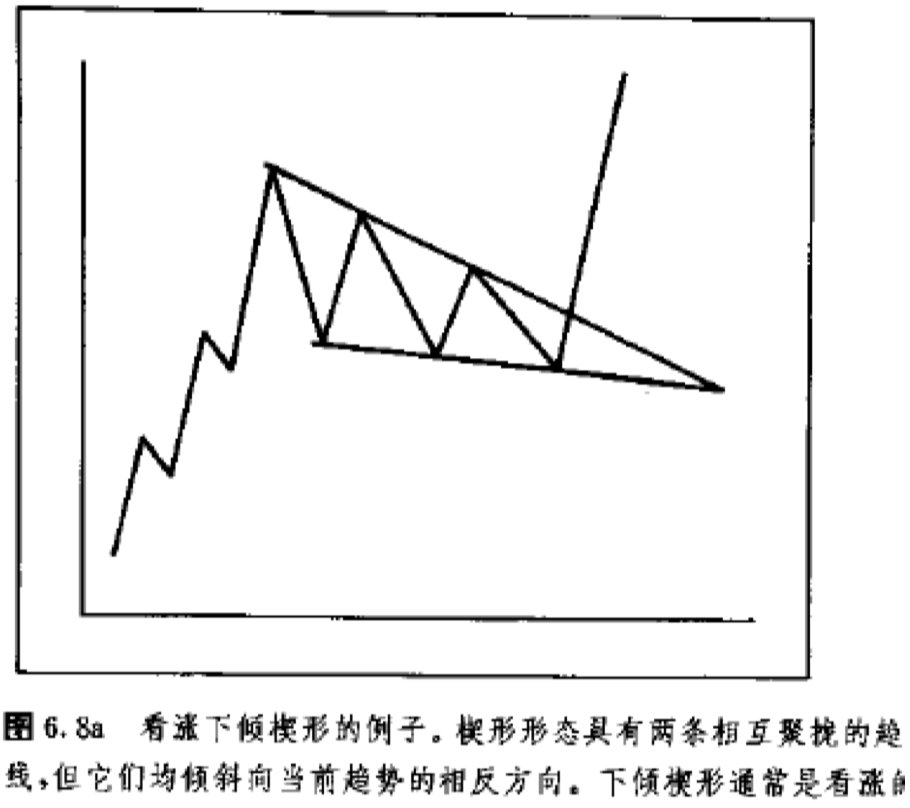 图 6.8a 看涨下倾楔形的例子。楔形形态具有两条相互聚拢的趋
线,但它们均倾斜向当前趋势的相反方向。下倾楔形通常是看涨的